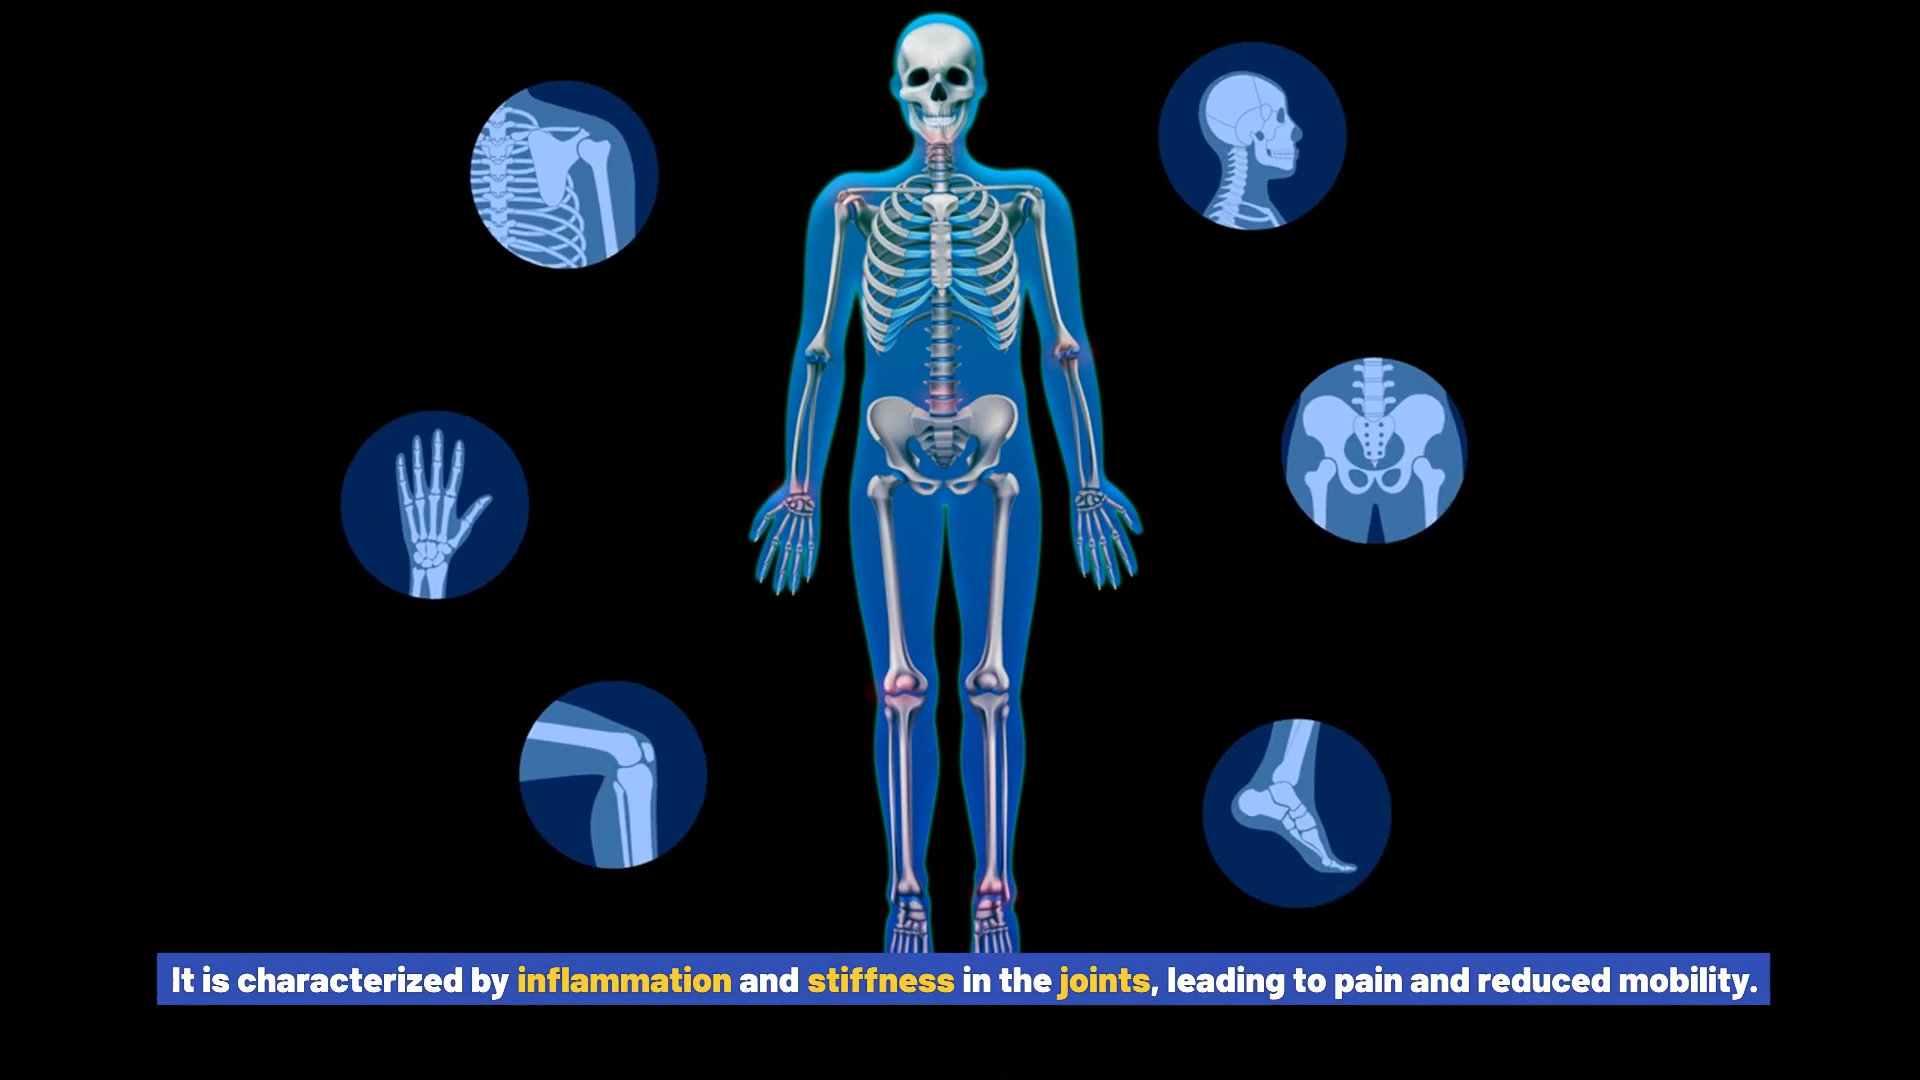 It is characterized by inflammation and stiffness in the joints, leading to pain and reduced mobility.